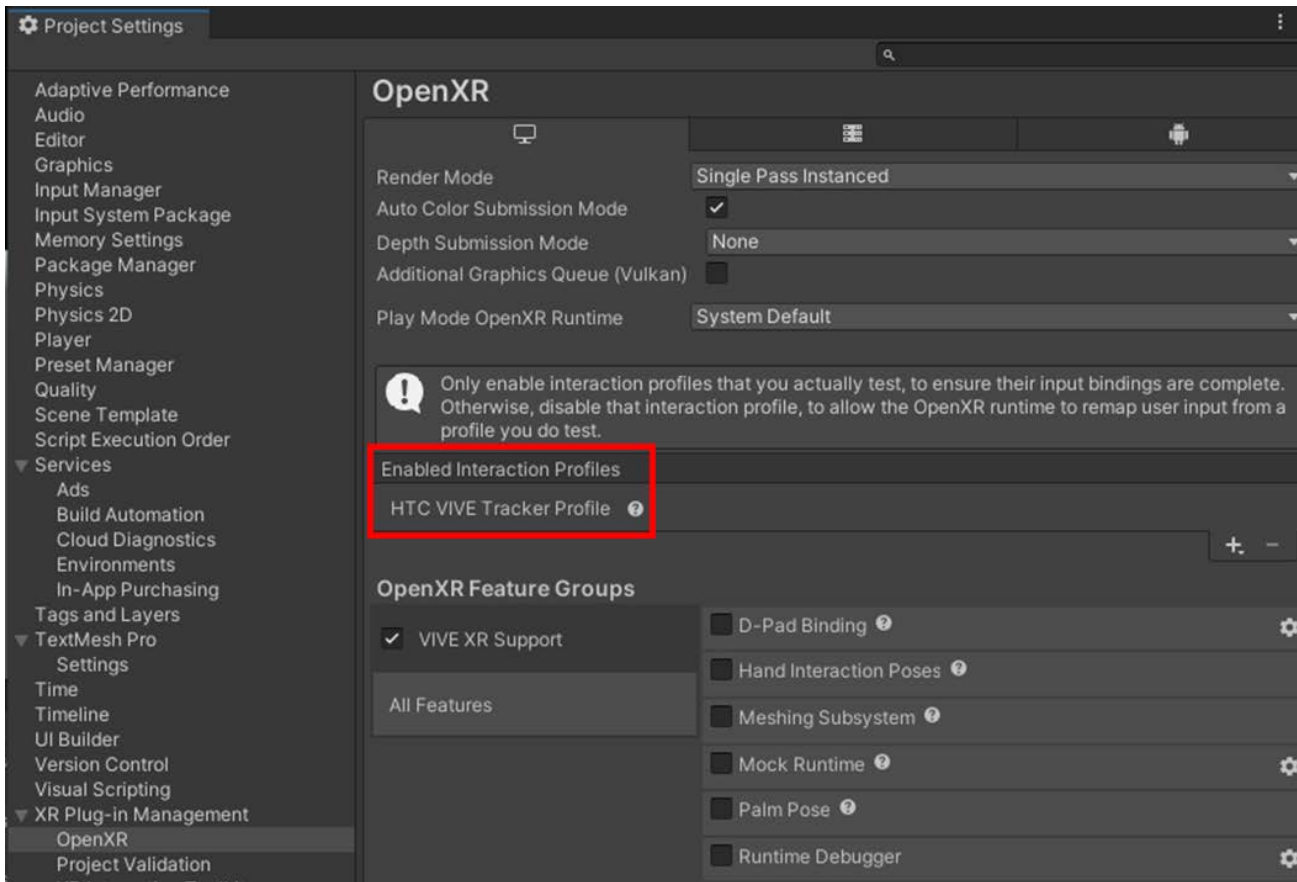 Project Settings
Adaptive Performance
Audio
Editor
Graphics
Input Manager
Input System Package
Memory Settings
Package Manager
Physics
Physics 2D
Player
Preset Manager
Quality
Scene Template
Script Execution Order
Services
Ads
Build Automation
Cloud Diagnostics
Environments
In-App Purchasing
Tags and Layers
TextMesh Pro
Settings
Time
Timeline
UI Builder
Version Control
Visual Scripting
XR Plug-in Management
OpenXR
Project Validation
OpenXR
Render Mode
Single Pass Instanced
Auto Color Submission Mode
Depth Submission Mode
None
Additional Graphics Queue (Vulkan)
Play Mode OpenXR Runtime
System Default
Only enable interaction profiles that you actually test, to ensure their input bindings are complete.
Otherwise, disable that interaction profile, to allow the OpenXR runtime to remap user input from a
profile you do test.
Enabled Interaction Profiles
HTC VIVE Tracker Profile
OpenXR Feature Groups
VIVE XR Support
All Features
D-Pad Binding
Hand Interaction Poses
Meshing Subsystem
Mock Runtime
Palm Pose
Runtime Debugger